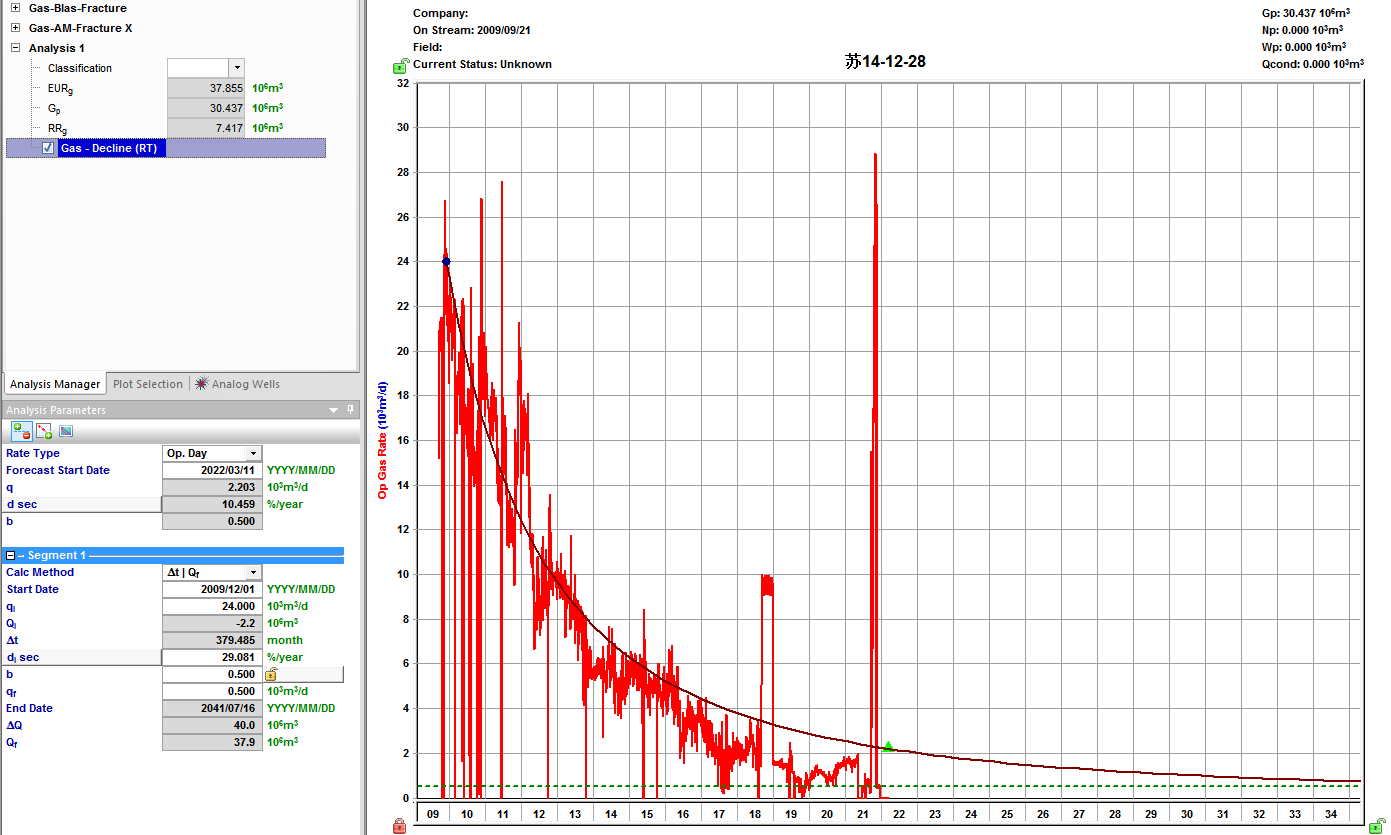 Gas-Blas-Fracture
Gas-AM-Fracture X
Analysis 1
Classification
EURg 37.855 10⁶m³
Gp 30.437 10⁶m³
RRg 7.417 10⁶m³
Gas - Decline (RT)
Analysis Manager Plot Selection Analog Wells
Analysis Parameters
Rate Type Op. Day
Forecast Start Date 2022/03/11 YYYY/MM/DD
q 2.203 10³m³/d
d sec 10.459 %/year
b 0.500
Segment 1
Calc Method Δt | Qf
Start Date 2009/12/01 YYYY/MM/DD
qi 24.000 10³m³/d
Qi -2.2 10⁶m³
Δt 379.485 month
di sec 29.081 %/year
b 0.500
qf 0.500 10³m³/d
End Date 2041/07/16 YYYY/MM/DD
ΔQ 40.0 10⁶m³
Qf 37.9 10⁶m³
Company:
On Stream: 2009/09/21
Field:
Current Status: Unknown
苏14-12-28
Gp: 30.437 10⁶m³
Np: 0.000 10³m³
Wp: 0.000 10³m³
Qcond: 0.000 10³m³
Op Gas Rate (10³m³/d)
32
30
28
26
24
22
20
18
16
14
12
10
8
6
4
2
0
09 10 11 12 13 14 15 16 17 18 19 20 21 22 23 24 25 26 27 28 29 30 31 32 33 34